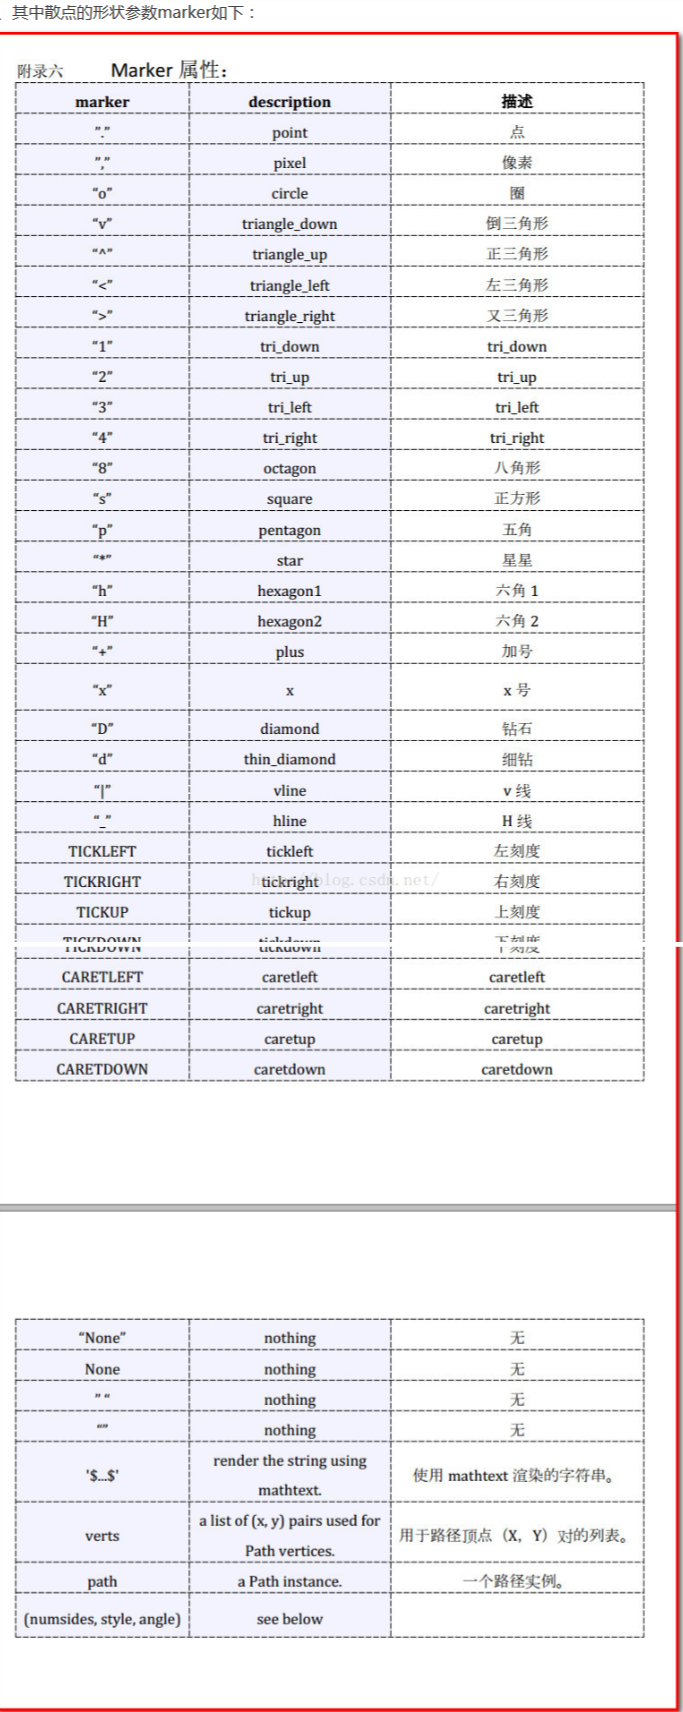 、其中散点的形状参数marker如下：
附录六 Marker 属性：
marker description 描述
"." point 点
"," pixel 像素
“o” circle 圈
“v” triangle_down 倒三角形
“^” triangle_up 正三角形
“<” triangle_left 左三角形
“>” triangle_right 又三角形
“1” tri_down tri_down
“2” tri_up tri_up
“3” tri_left tri_left
“4” tri_right tri_right
“8” octagon 八角形
“s” square 正方形
“p” pentagon 五角
“*” star 星星
“h” hexagon1 六角 1
“H” hexagon2 六角 2
“+” plus 加号
“x” x x 号
“D” diamond 钻石
“d” thin_diamond 细钻
“|” vline v 线
“_” hline H 线
TICKLEFT tickleft 左刻度
TICKRIGHT tickright 右刻度
http://blog.csdn.net/
TICKUP tickup 上刻度
TICKDOWN tickdown 下刻度
CARETLEFT caretleft caretleft
CARETRIGHT caretright caretright
CARETUP caretup caretup
CARETDOWN caretdown caretdown
“None” nothing 无
None nothing 无
” “ nothing 无
“” nothing 无
'$...$' render the string using mathtext. 使用 mathtext 渲染的字符串。
verts a list of (x, y) pairs used for Path vertices. 用于路径顶点（X，Y）对的列表。
path a Path instance. 一个路径实例。
(numsides, style, angle) see below